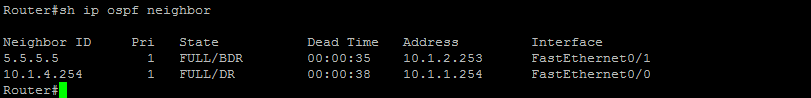 Router#sh ip ospf neighbor
Neighbor ID     Pri   State           Dead Time   Address         Interface
5.5.5.5           1   FULL/BDR        00:00:35    10.1.2.253      FastEthernet0/1
10.1.4.254        1   FULL/DR         00:00:38    10.1.1.254      FastEthernet0/0
Router#